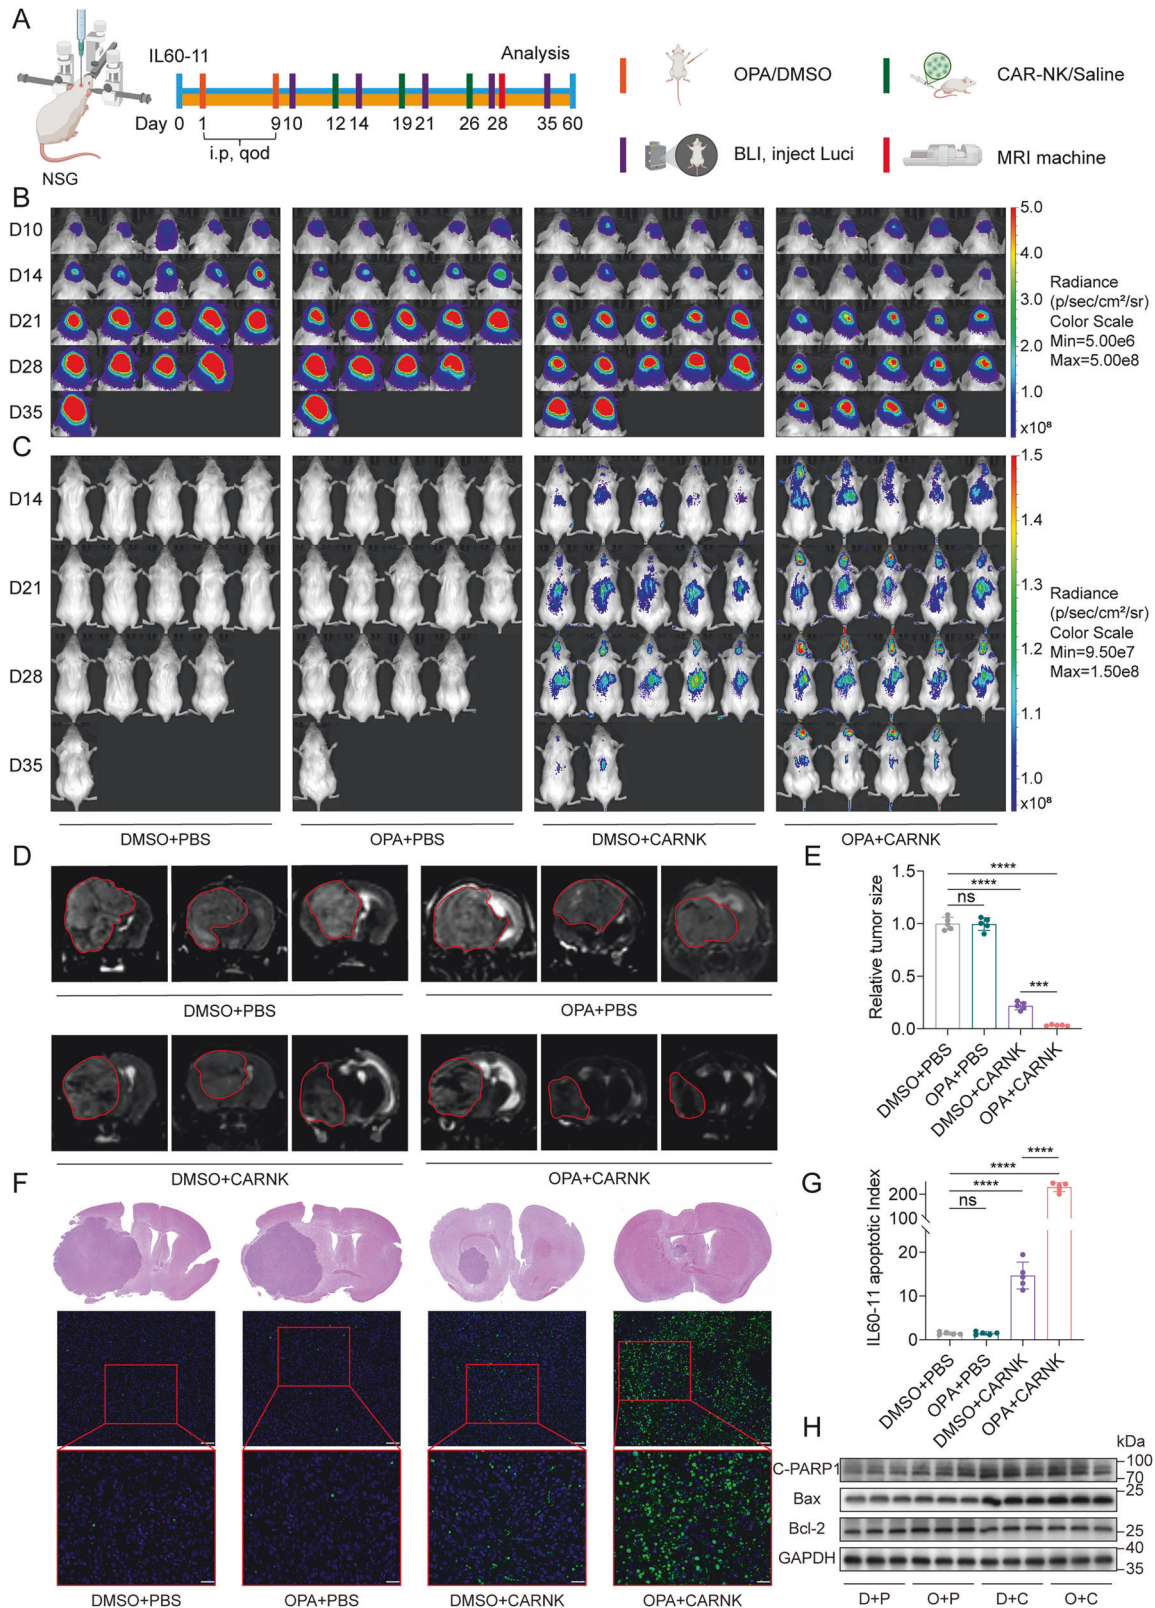 A
IL60-11
Analysis
Day 0 1 9 10 12 14 19 21 26 28 35 60
i.p, qod
NSG
OPA/DMSO
CAR-NK/Saline
BLI, inject Luci
MRI machine
B
D10
D14
D21
D28
D35
5.0
4.0
3.0
2.0
1.0
x10⁸
Radiance
(p/sec/cm²/sr)
Color Scale
Min=5.00e6
Max=5.00e8
C
D14
D21
D28
D35
1.5
1.4
1.3
1.2
1.1
1.0
x10⁸
Radiance
(p/sec/cm²/sr)
Color Scale
Min=9.50e7
Max=1.50e8
DMSO+PBS OPA+PBS DMSO+CARNK OPA+CARNK
D
DMSO+PBS OPA+PBS
DMSO+CARNK OPA+CARNK
E
Relative tumor size
1.5
1.0
0.5
0.0
****
****
ns
***
DMSO+PBS
OPA+PBS
DMSO+CARNK
OPA+CARNK
F
DMSO+PBS OPA+PBS DMSO+CARNK OPA+CARNK
G
IL60-11 apoptotic Index
200
100
20
10
0
****
****
****
ns
DMSO+PBS
OPA+PBS
DMSO+CARNK
OPA+CARNK
H
kDa
C-PARP1
100
70
Bax
25
Bcl-2
25
GAPDH
40
35
D+P O+P D+C O+C